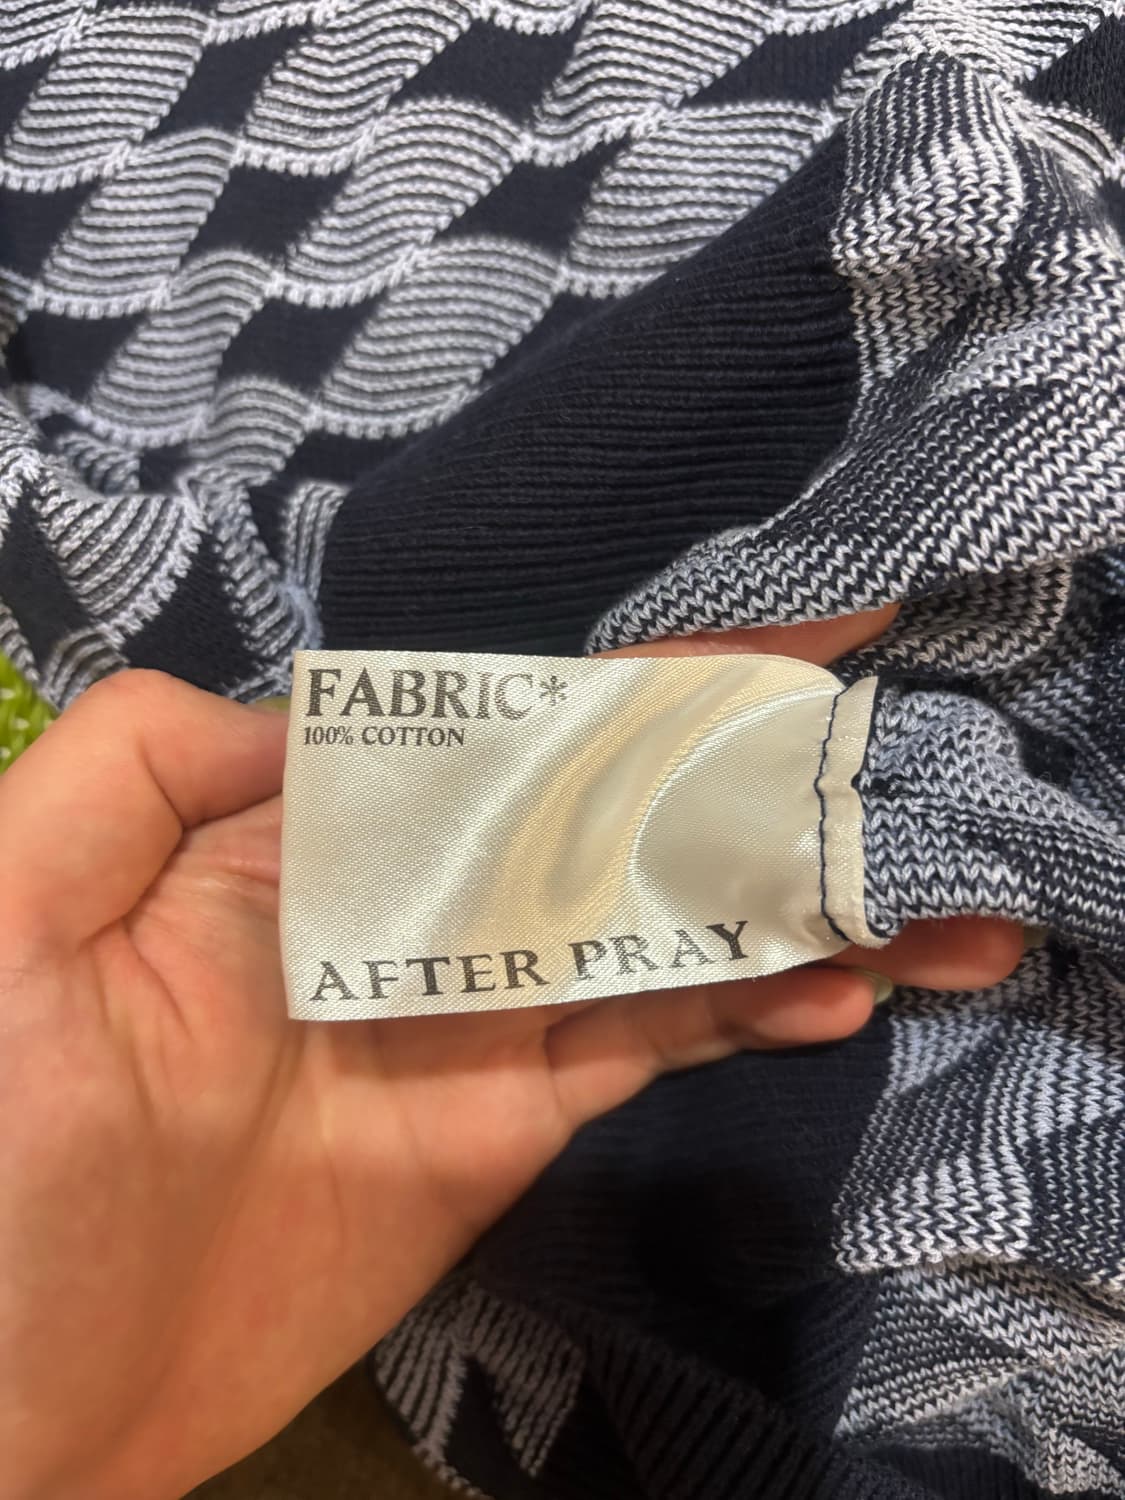 FABRIC*
100% COTTON
AFTER PRAY